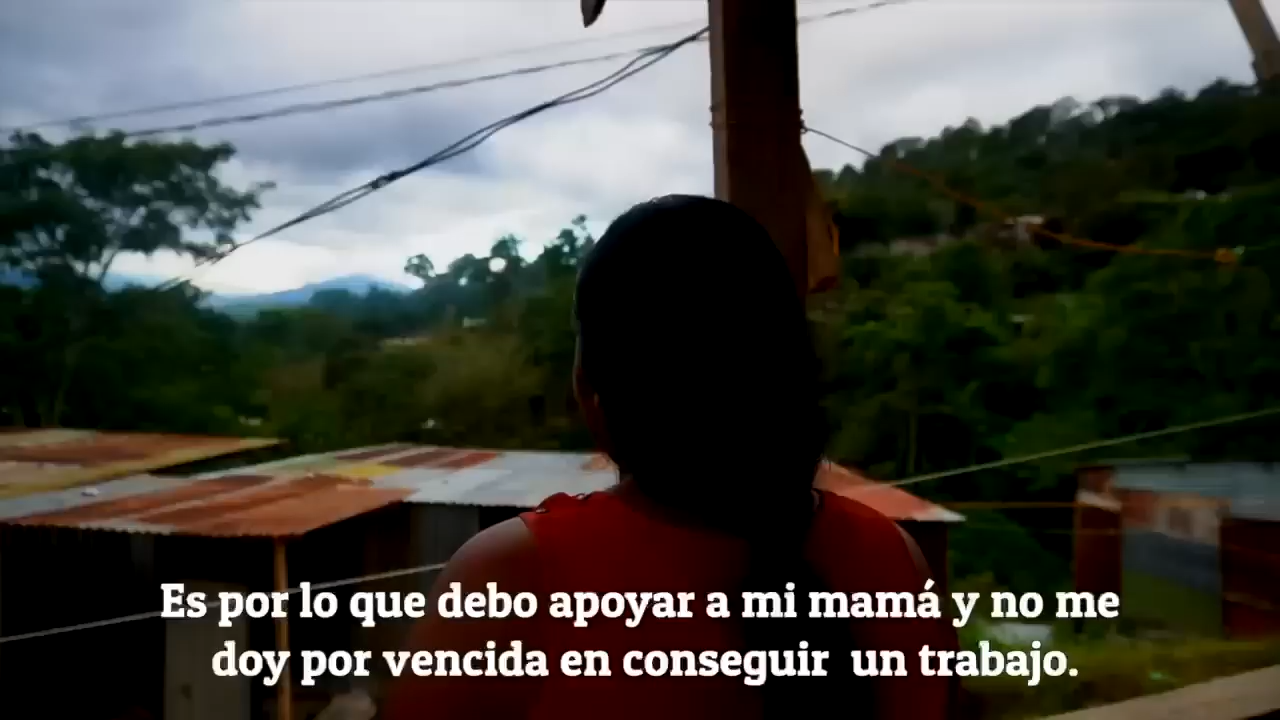 Es por lo que debo apoyar a mi mamá y no me
doy por vencida en conseguir un trabajo.